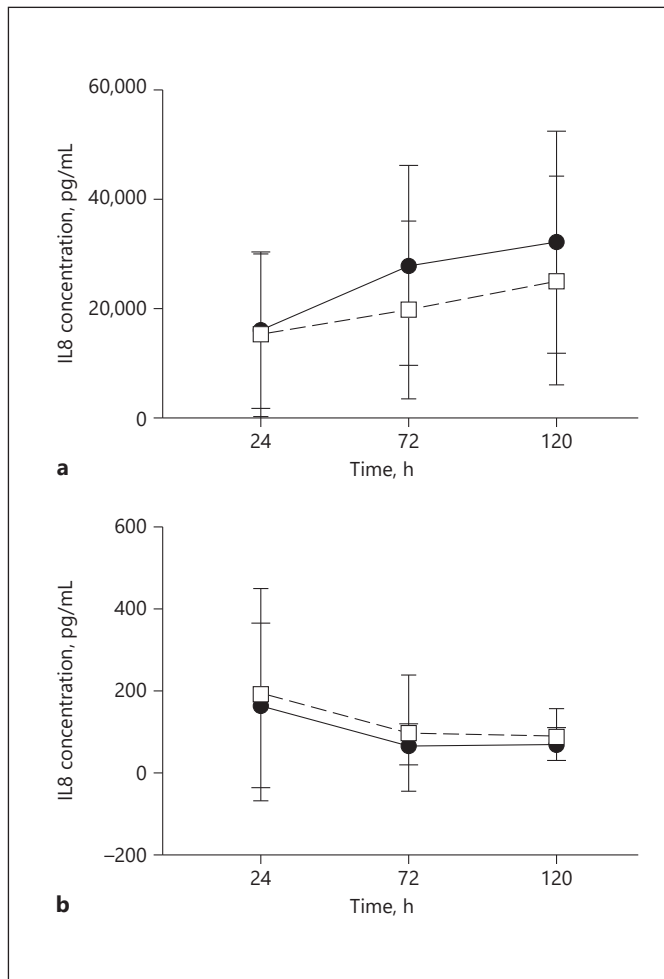 60,000
40,000
20,000
0
IL8 concentration, pg/mL
24 72 120
Time, h
a
600
400
200
0
–200
IL8 concentration, pg/mL
24 72 120
Time, h
b